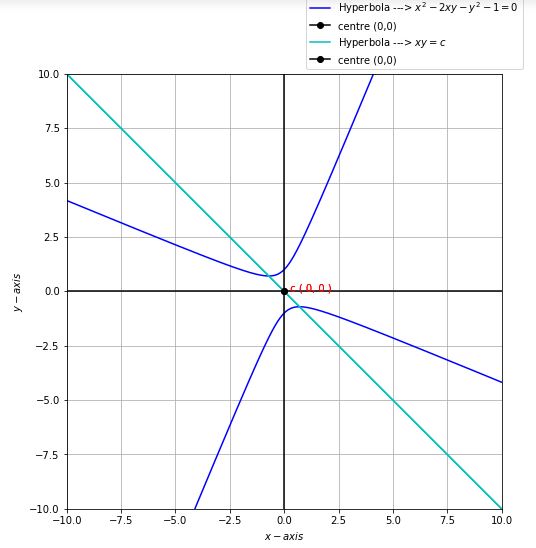 Hyperbola ---> x² − 2xy − y² − 1 = 0
centre (0,0)
Hyperbola ---> xy = c
centre (0,0)
10.0
7.5
5.0
2.5
0.0
−2.5
−5.0
−7.5
−10.0
y − axis
c ( 0, 0 )
−10.0 −7.5 −5.0 −2.5 0.0 2.5 5.0 7.5 10.0
x − axis